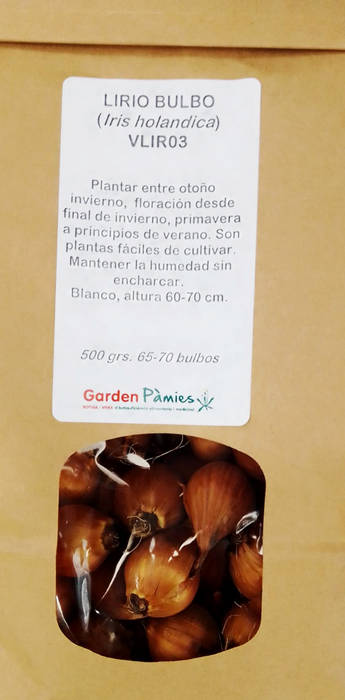 LIRIO BULBO
(Iris holandica)
VLIR03
Plantar entre otoño
invierno, floración desde
final de invierno, primavera
a principios de verano. Son
plantas fáciles de cultivar.
Mantener la humedad sin
encharcar.
Blanco, altura 60-70 cm.
500 grs. 65-70 bulbos
Garden Pàmies